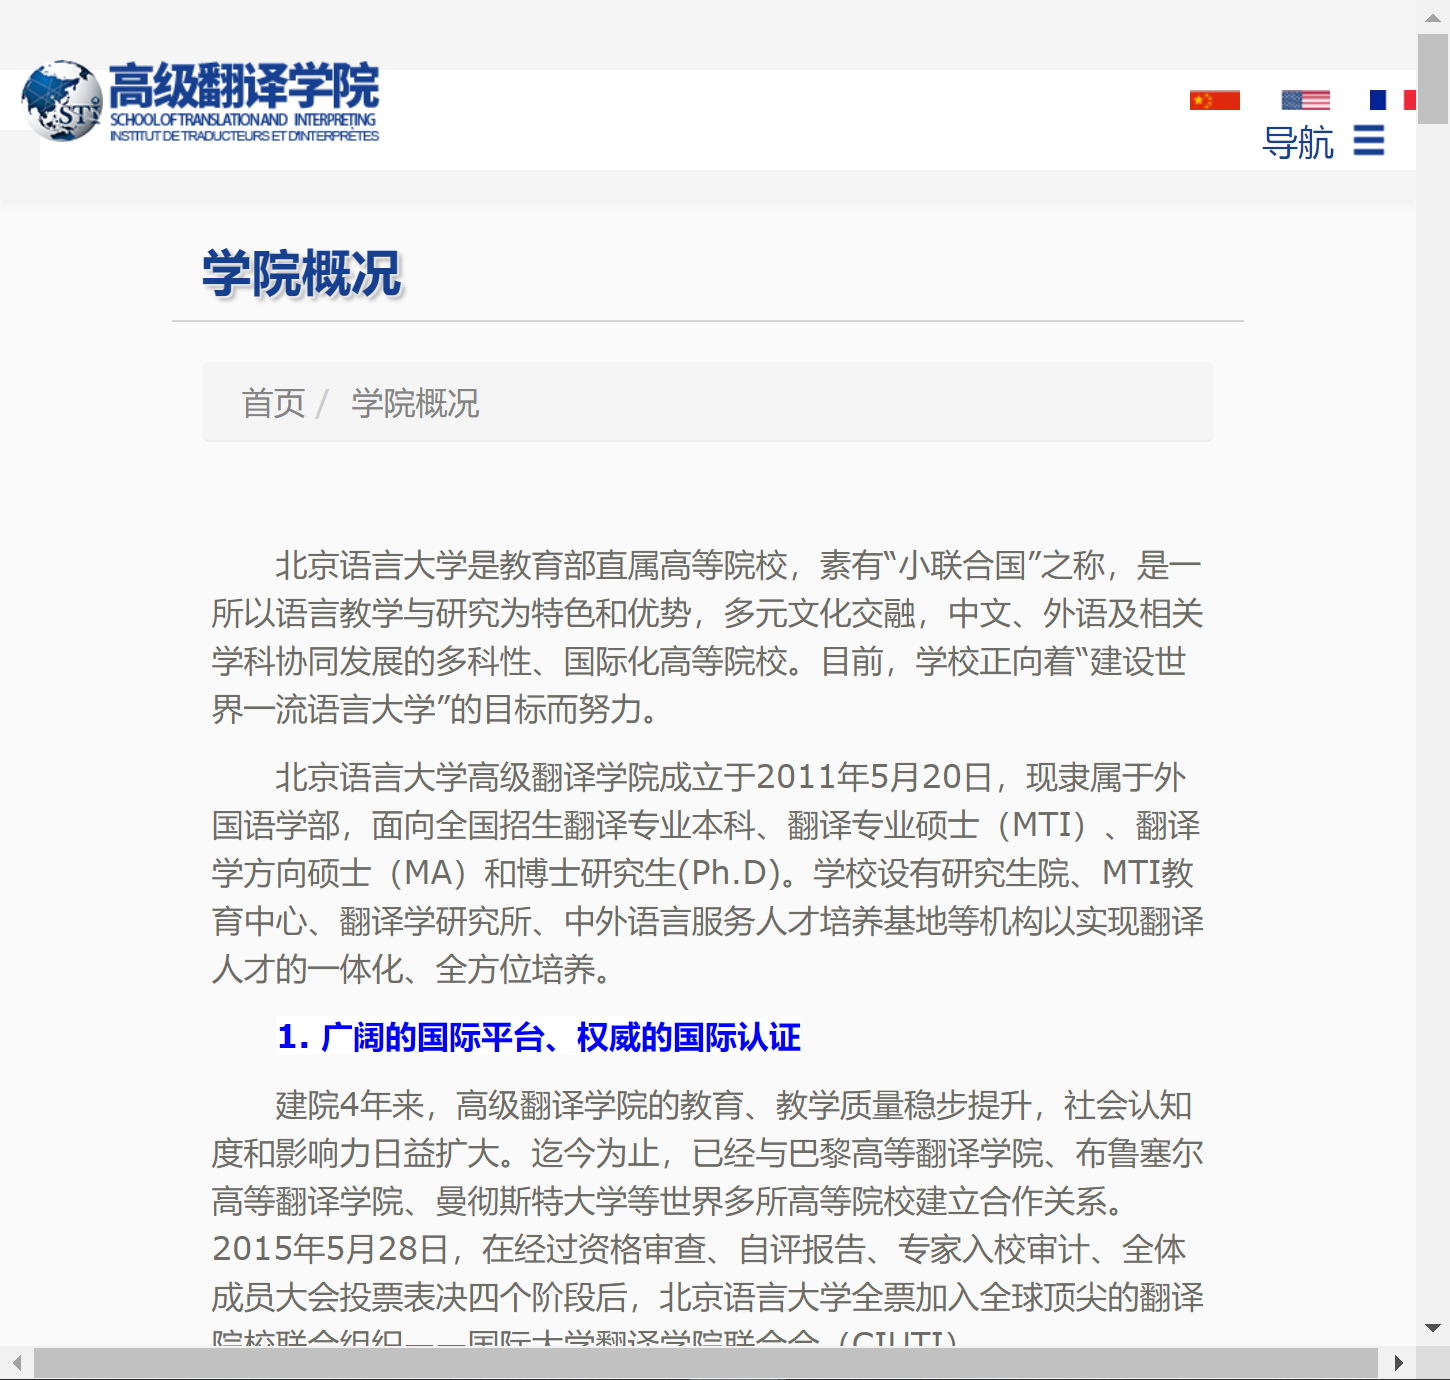 高级翻译学院
SCHOOL OF TRANSLATION AND INTERPRETING
INSTITUT DE TRADUCTEURS ET D'INTERPRÈTES
STI
导航
学院概况
首页 / 学院概况
北京语言大学是教育部直属高等院校，素有“小联合国”之称，是一
所以语言教学与研究为特色和优势，多元文化交融，中文、外语及相关
学科协同发展的多科性、国际化高等院校。目前，学校正向着“建设世
界一流语言大学”的目标而努力。
北京语言大学高级翻译学院成立于2011年5月20日，现隶属于外
国语学部，面向全国招生翻译专业本科、翻译专业硕士（MTI）、翻译
学方向硕士（MA）和博士研究生(Ph.D)。学校设有研究生院、MTI教
育中心、翻译学研究所、中外语言服务人才培养基地等机构以实现翻译
人才的一体化、全方位培养。
1. 广阔的国际平台、权威的国际认证
建院4年来，高级翻译学院的教育、教学质量稳步提升，社会认知
度和影响力日益扩大。迄今为止，已经与巴黎高等翻译学院、布鲁塞尔
高等翻译学院、曼彻斯特大学等世界多所高等院校建立合作关系。
2015年5月28日，在经过资格审查、自评报告、专家入校审计、全体
成员大会投票表决四个阶段后，北京语言大学全票加入全球顶尖的翻译
院校联合组织——国际大学翻译学院联合会（CIUTI）